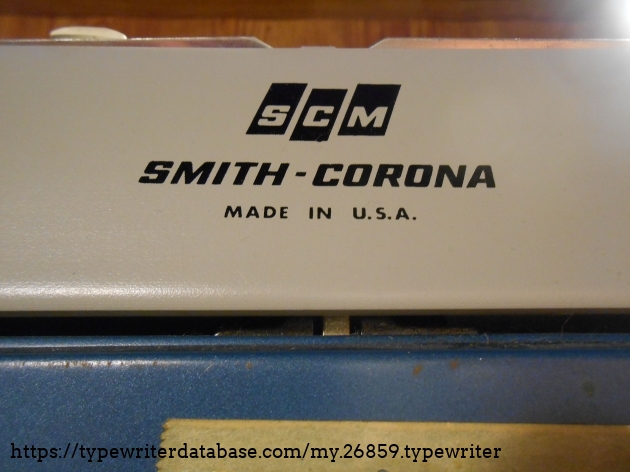 SCM
SMITH-CORONA
MADE IN U.S.A.
https://typewriterdatabase.com/my.26859.typewriter